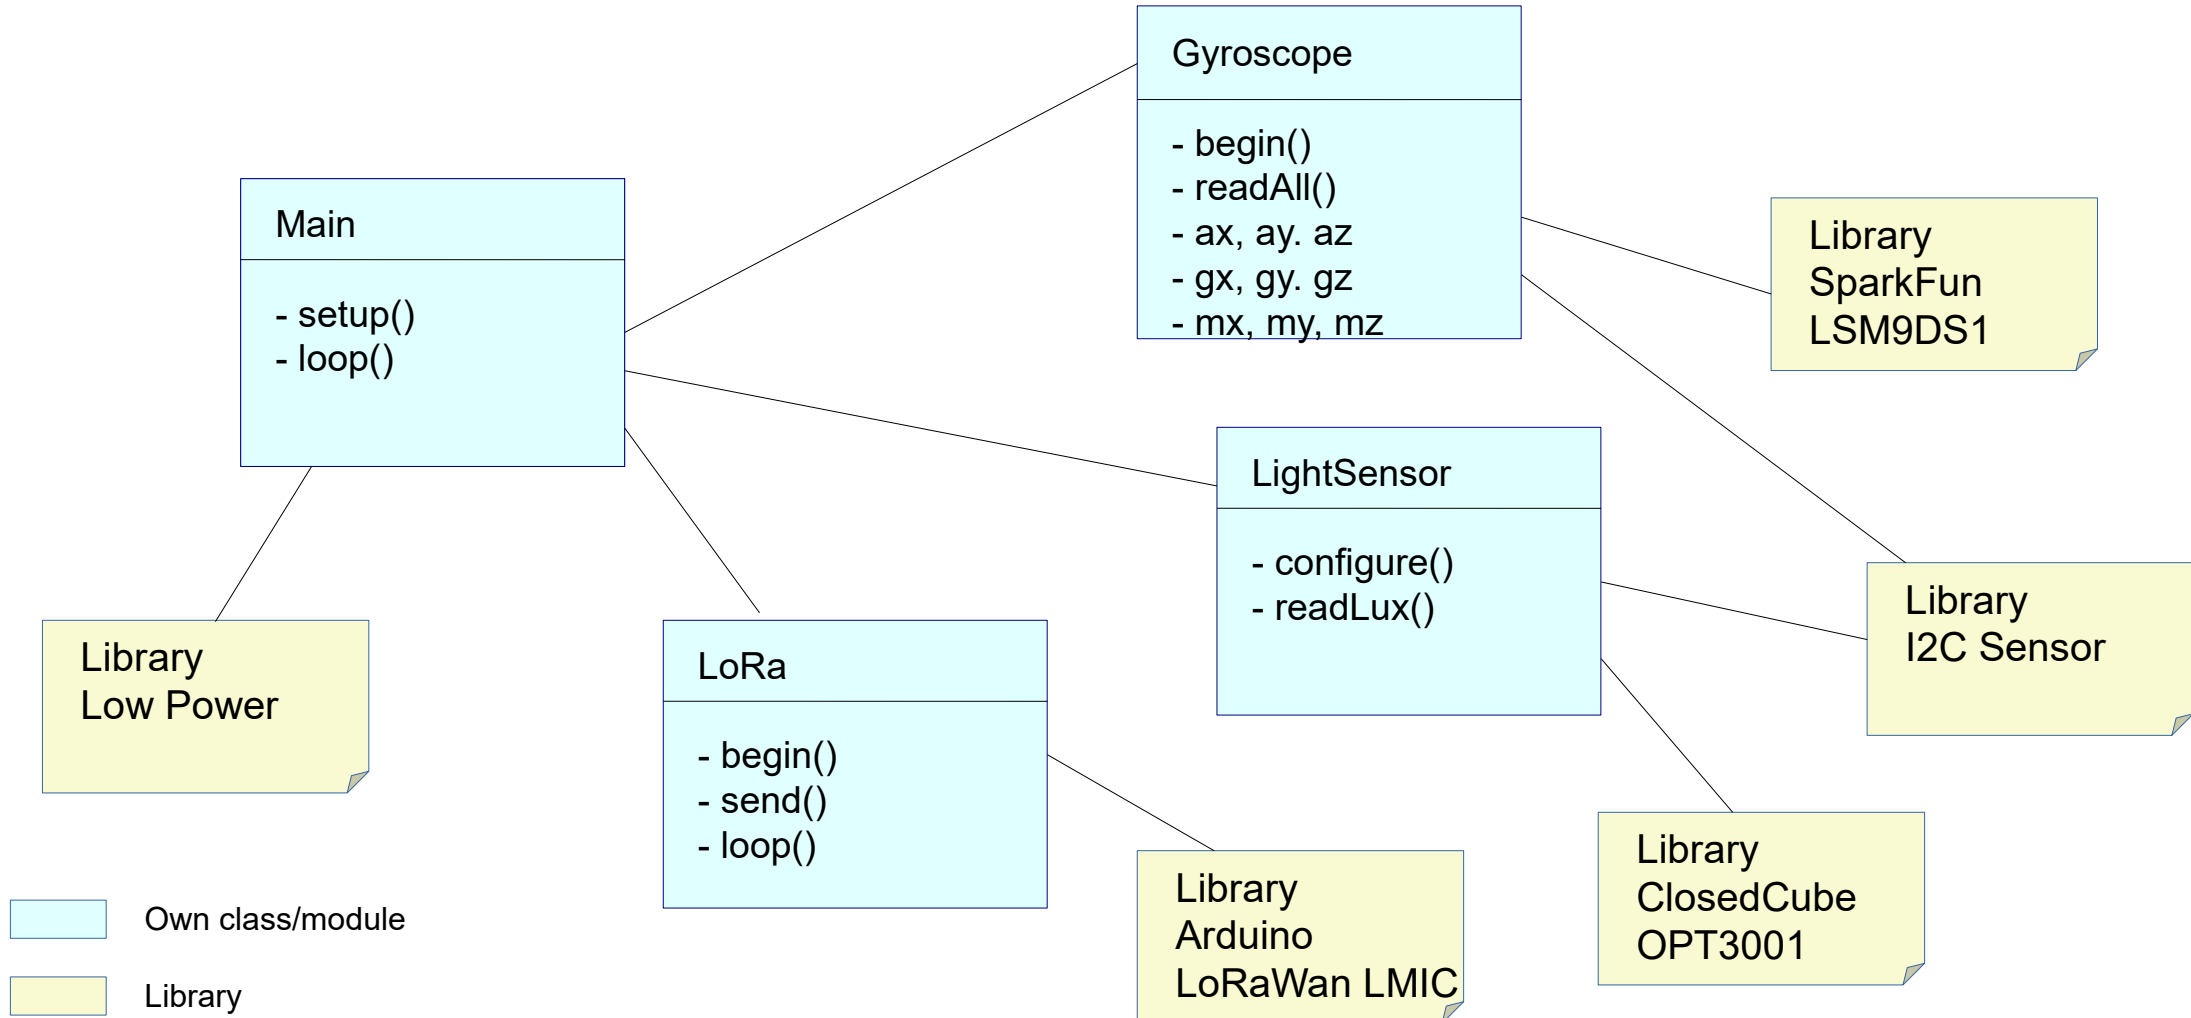 Gyroscope
- begin()
- readAll()
- ax, ay. az
- gx, gy. gz
- mx, my, mz
Main
- setup()
- loop()
Library
SparkFun
LSM9DS1
LightSensor
- configure()
- readLux()
Library
I2C Sensor
Library
Low Power
LoRa
- begin()
- send()
- loop()
Library
ClosedCube
OPT3001
Library
Arduino
LoRaWan LMIC
Own class/module
Library